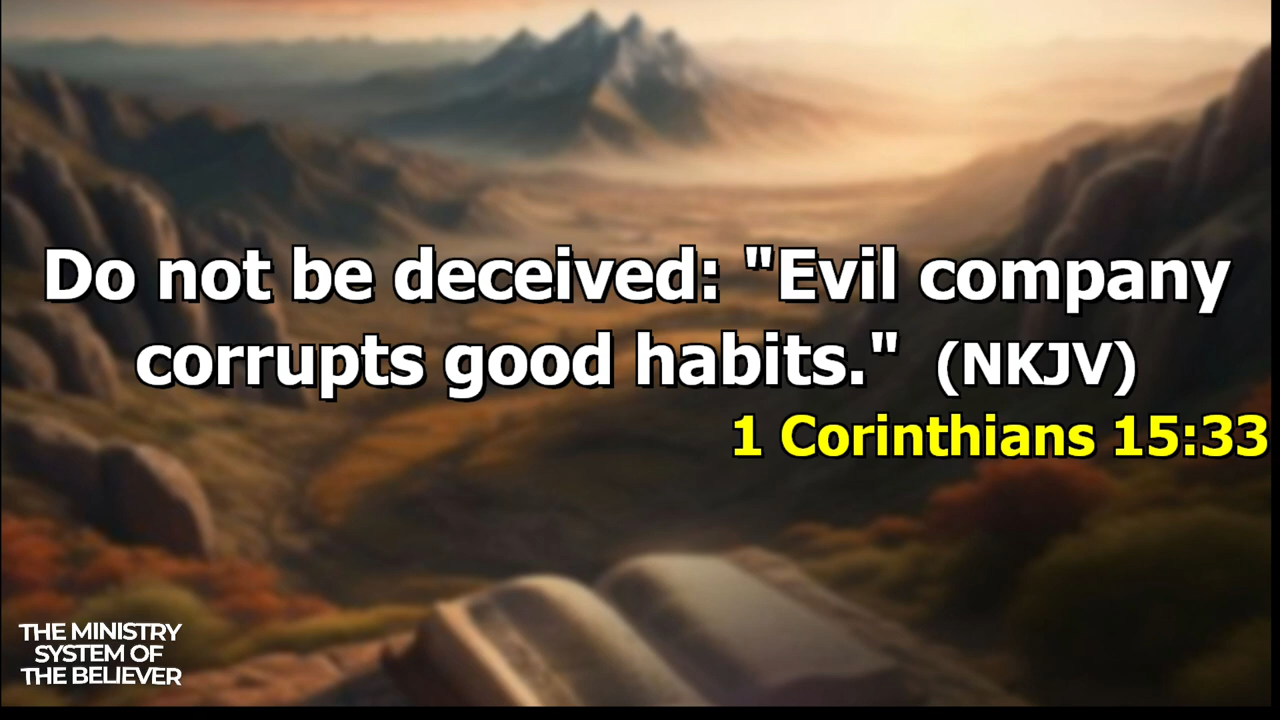 Do not be deceived: "Evil company
corrupts good habits." (NKJV)
1 Corinthians 15:33
THE MINISTRY
SYSTEM OF
THE BELIEVER